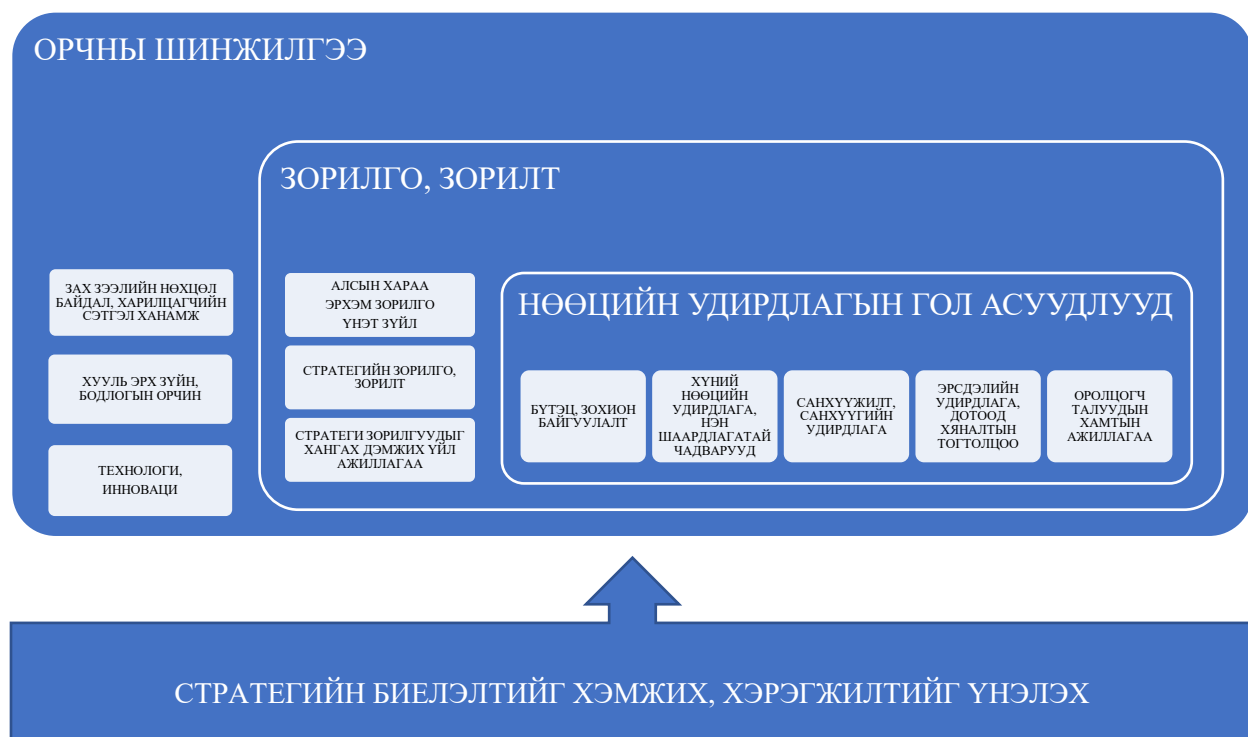 ОРЧНЫ ШИНЖИЛГЭЭ
ЗАХ ЗЭЭЛИЙН НӨХЦӨЛ
БАЙДАЛ, ХАРИЛЦАГЧИЙН
СЭТГЭЛ ХАНАМЖ
ХУУЛЬ ЭРХ ЗҮЙН,
БОДЛОГЫН ОРЧИН
ТЕХНОЛОГИ,
ИННОВАЦИ
ЗОРИЛГО, ЗОРИЛТ
АЛСЫН ХАРАА
ЭРХЭМ ЗОРИЛГО
ҮНЭТ ЗҮЙЛ
СТРАТЕГИЙН ЗОРИЛГО,
ЗОРИЛТ
СТРАТЕГИ ЗОРИЛГУУДЫГ
ХАНГАХ ДЭМЖИХ ҮЙЛ
АЖИЛЛАГАА
НӨӨЦИЙН УДИРДЛАГЫН ГОЛ АСУУДЛУУД
БҮТЭЦ, ЗОХИОН
БАЙГУУЛАЛТ
ХҮНИЙ
НӨӨЦИЙН
УДИРДЛАГА,
НЭН
ШААРДЛАГАТАЙ
ЧАДВАРУУД
САНХҮҮЖИЛТ,
САНХҮҮГИЙН
УДИРДЛАГА
ЭРСДЭЛИЙН
УДИРДЛАГА,
ДОТООД
ХЯНАЛТЫН
ТОГТОЛЦОО
ОРОЛЦОГЧ
ТАЛУУДЫН
ХАМТЫН
АЖИЛЛАГАА
СТРАТЕГИЙН БИЕЛЭЛТИЙГ ХЭМЖИХ, ХЭРЭГЖИЛТИЙГ ҮНЭЛЭХ